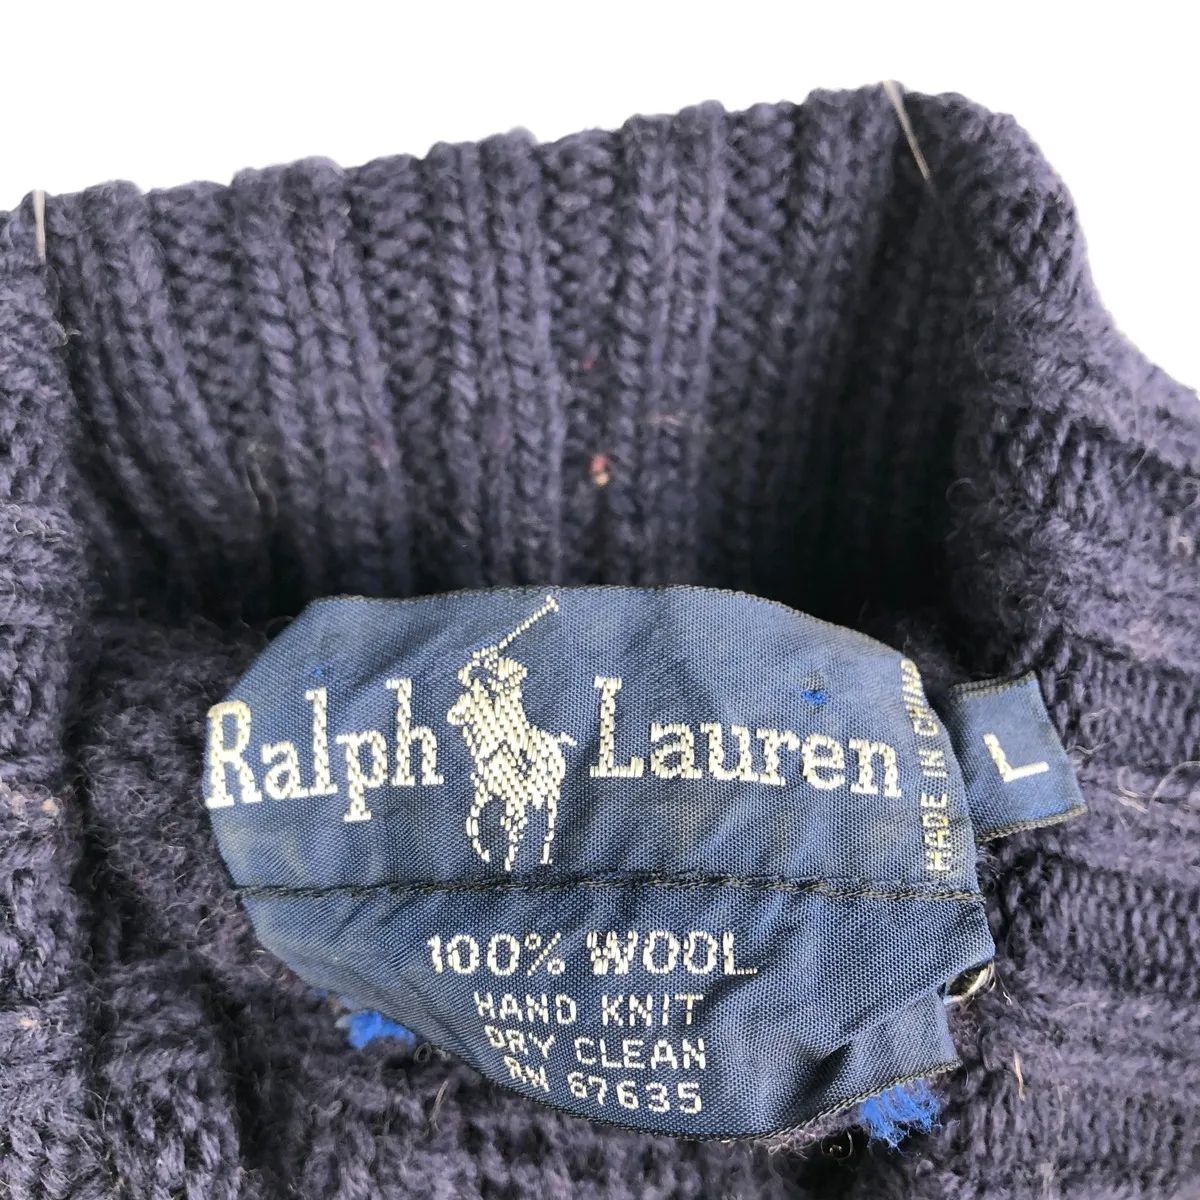 Ralph Lauren
MADE IN CHINA
L
100% WOOL
HAND KNIT
DRY CLEAN
RN 67635